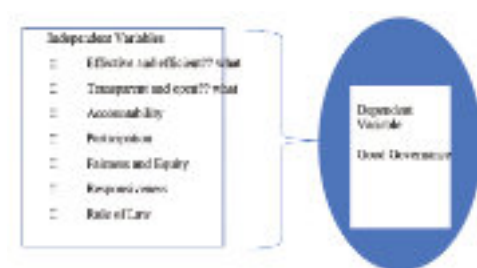 Independent Variables
Effective and efficient?? what
Transparent and open?? what
Accountability
Participation
Fairness and Equity
Responsiveness
Rule of Law
Dependent
Variable
Good Governance